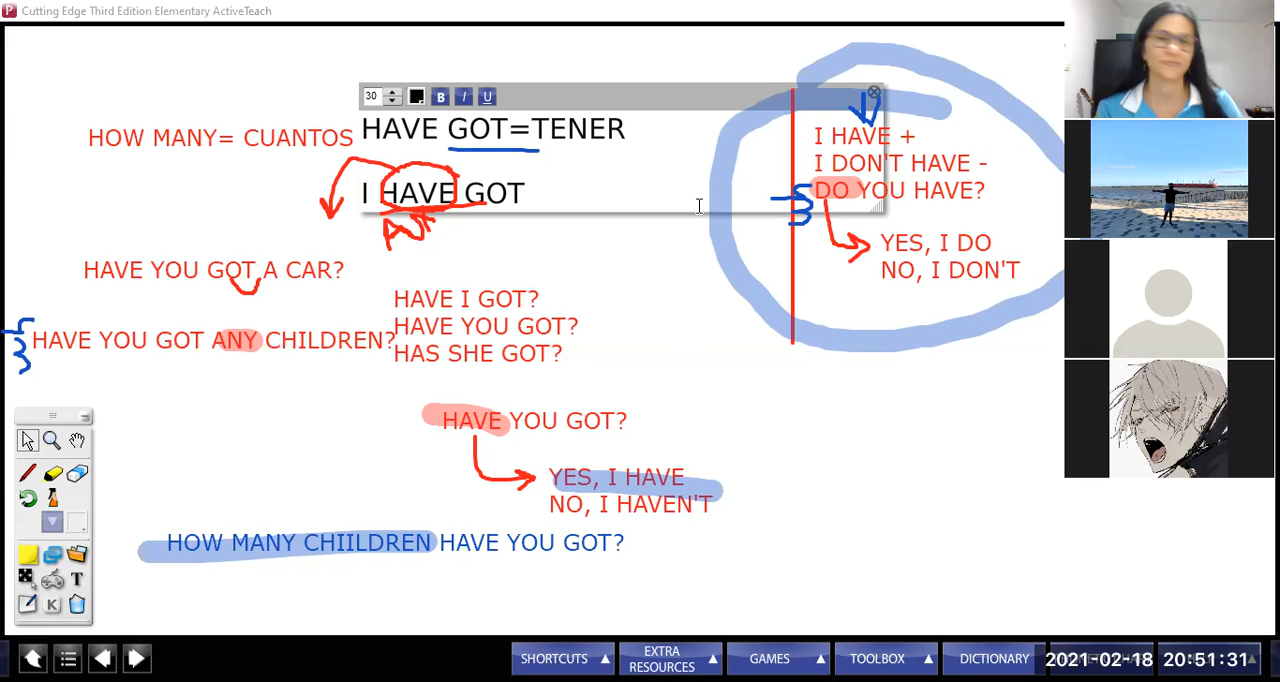 Cutting Edge Third Edition Elementary ActiveTeach
30 B I U
HOW MANY= CUANTOS
HAVE GOT=TENER
I HAVE GOT
I HAVE +
I DON'T HAVE -
DO YOU HAVE?
YES, I DO
NO, I DON'T
HAVE YOU GOT A CAR?
HAVE YOU GOT ANY CHILDREN?
HAVE I GOT?
HAVE YOU GOT?
HAS SHE GOT?
HAVE YOU GOT?
YES, I HAVE
NO, I HAVEN'T
HOW MANY CHIILDREN HAVE YOU GOT?
T
K
SHORTCUTS
EXTRA
RESOURCES
GAMES
TOOLBOX
DICTIONARY
2021-02-18 20:51:31